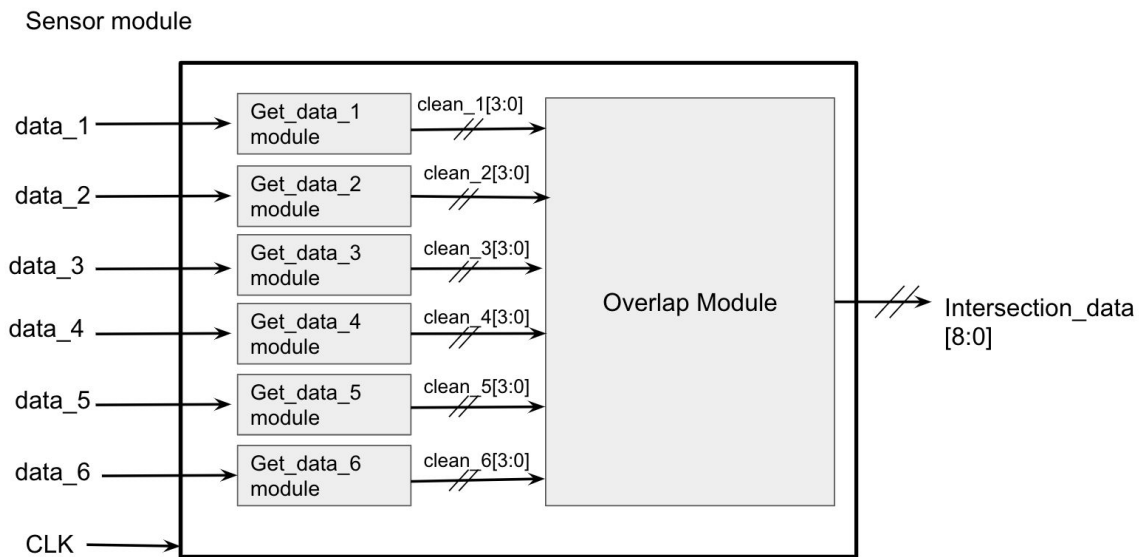 Sensor module
data_1
Get_data_1
module
clean_1[3:0]
data_2
Get_data_2
module
clean_2[3:0]
data_3
Get_data_3
module
clean_3[3:0]
data_4
Get_data_4
module
clean_4[3:0]
data_5
Get_data_5
module
clean_5[3:0]
data_6
Get_data_6
module
clean_6[3:0]
CLK
Overlap Module
Intersection_data
[8:0]